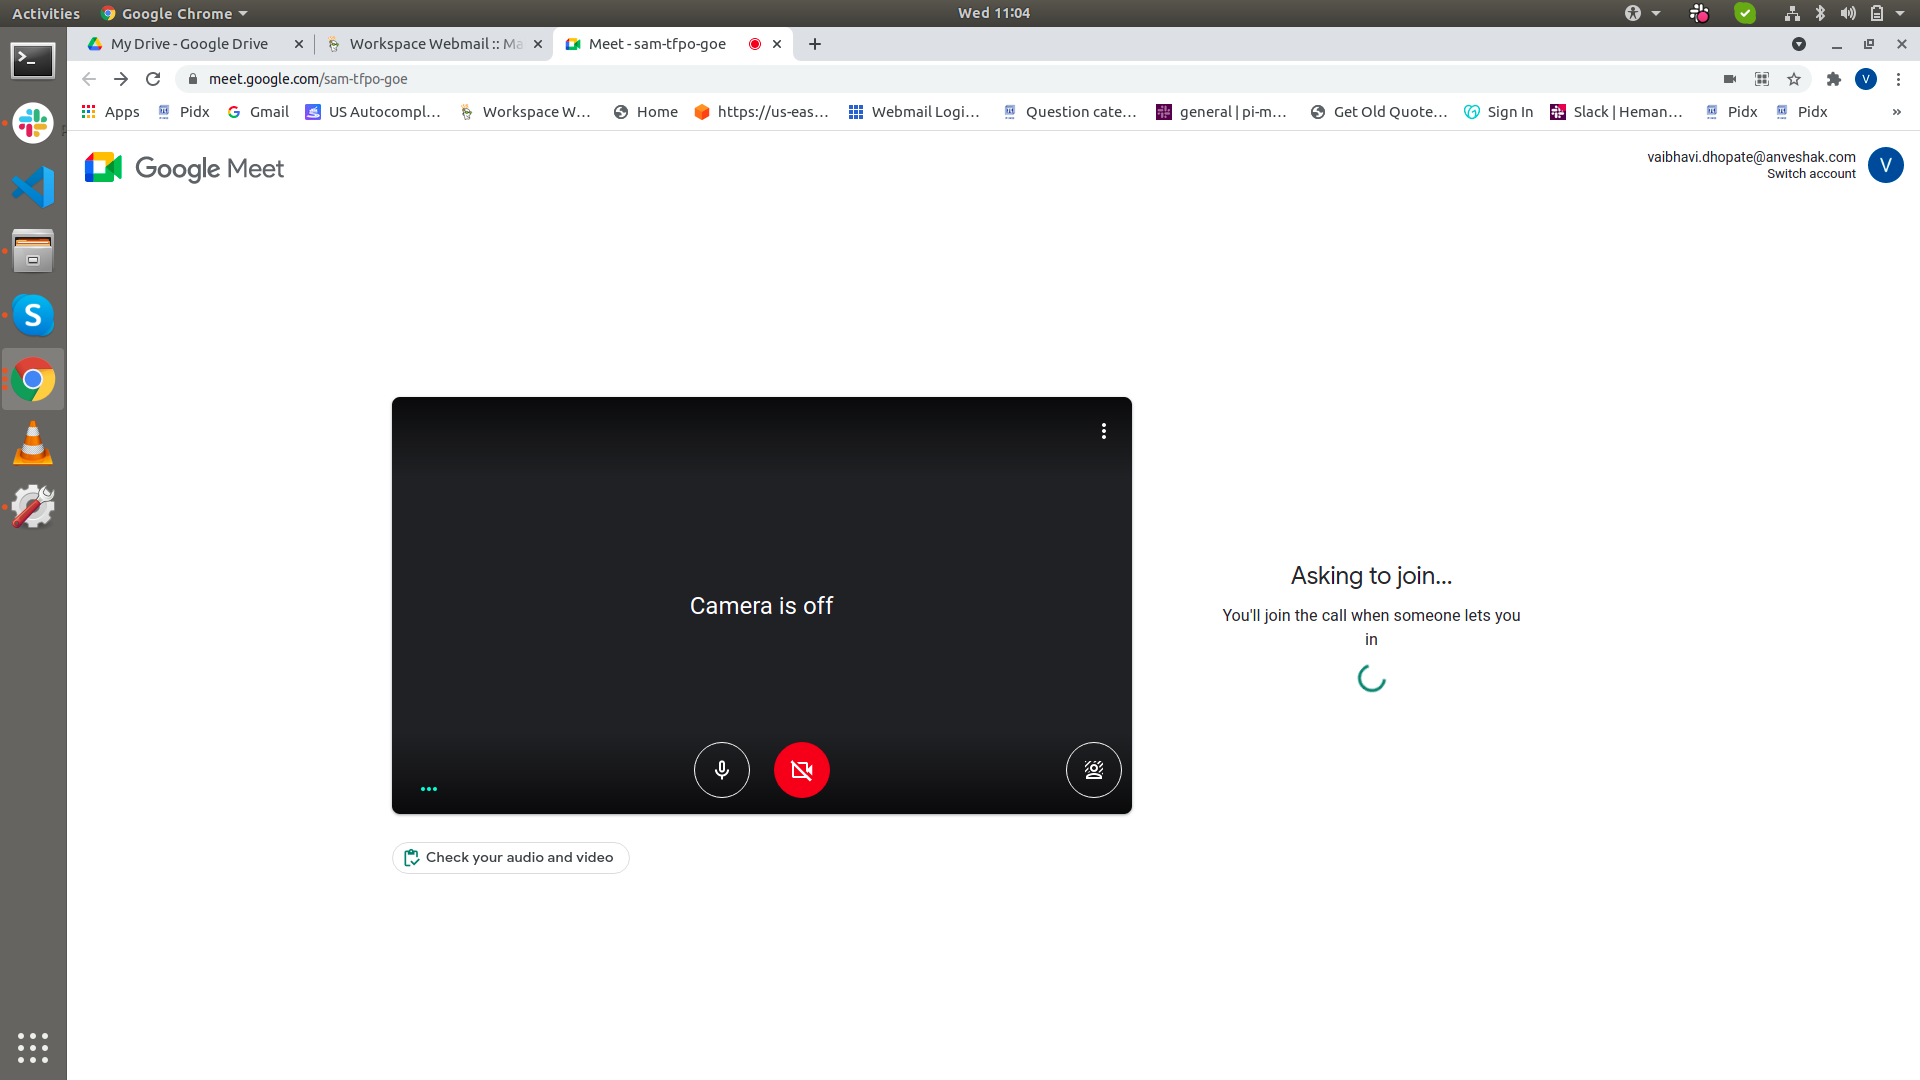 Activities Google Chrome Wed 11:04
My Drive - Google Drive Workspace Webmail :: Ma Meet - sam-tfpo-goe
meet.google.com/sam-tfpo-goe V
Apps Pidx Gmail US Autocompl... Workspace W... Home https://us-eas... Webmail Logi... Question cate... general | pi-m... Get Old Quote... Sign In Slack | Heman... Pidx Pidx »
Google Meet
vaibhavi.dhopate@anveshak.com
Switch account
V
Camera is off
Asking to join...
You'll join the call when someone lets you
in
Check your audio and video